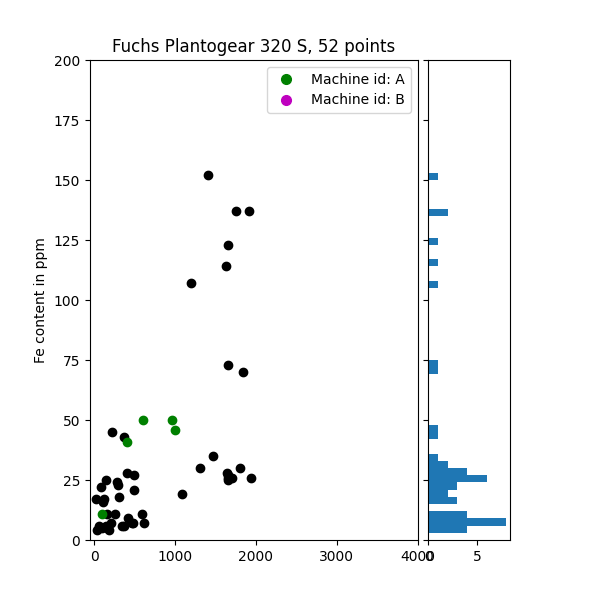 Fuchs Plantogear 320 S, 52 points
Machine id: A
Machine id: B
Fe content in ppm
200
175
150
125
100
75
50
25
0
0 1000 2000 3000 4000
0 5